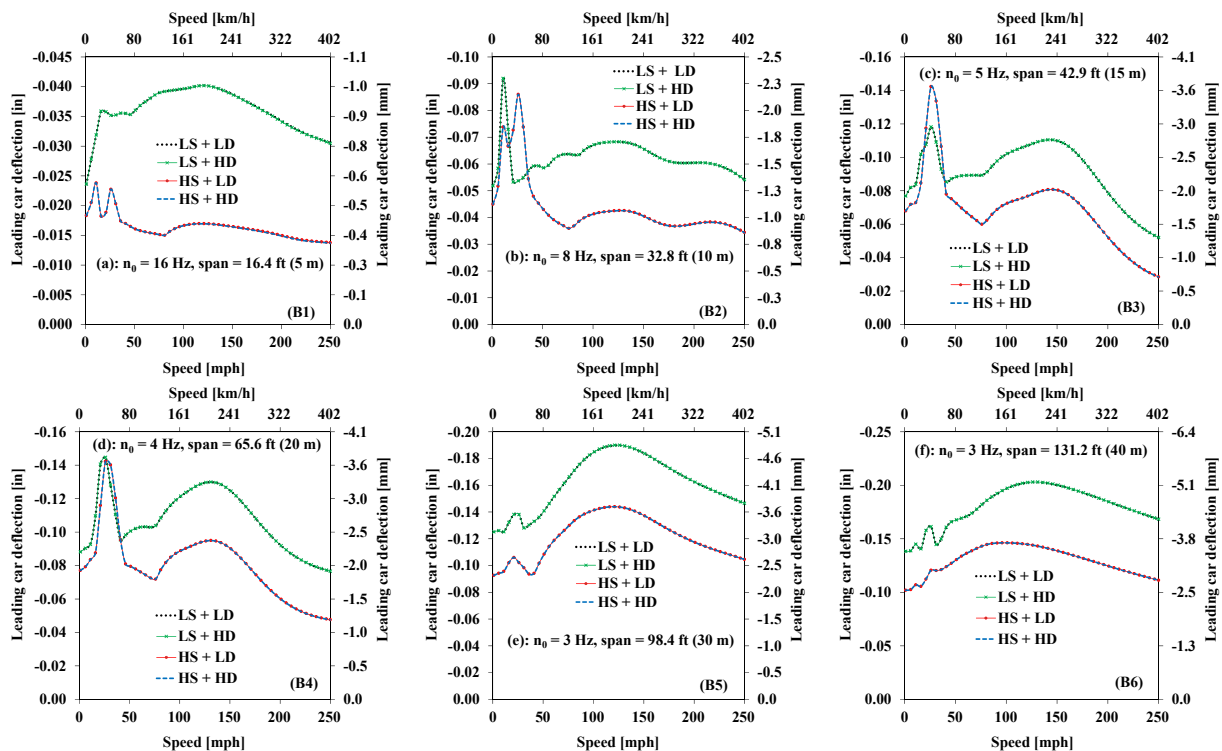 Speed [km/h]
0 80 161 241 322 402
Leading car deflection [in]
-0.045
-0.040
-0.035
-0.030
-0.025
-0.020
-0.015
-0.010
-0.005
0.000
LS + LD
LS + HD
HS + LD
HS + HD
(a): n0 = 16 Hz, span = 16.4 ft (5 m)
(B1)
-1.1
-1.0
-0.9
-0.8
-0.6
-0.5
-0.4
-0.3
-0.1
0.0
Leading car deflection [mm]
0 50 100 150 200 250
Speed [mph]
Speed [km/h]
0 80 161 241 322 402
Leading car deflection [in]
-0.10
-0.09
-0.08
-0.07
-0.06
-0.05
-0.04
-0.03
-0.02
-0.01
0.00
LS + LD
LS + HD
HS + LD
HS + HD
(b): n0 = 8 Hz, span = 32.8 ft (10 m)
(B2)
-2.5
-2.3
-2.0
-1.8
-1.5
-1.3
-1.0
-0.8
-0.5
-0.3
0.0
Leading car deflection [mm]
0 50 100 150 200 250
Speed [mph]
Speed [km/h]
0 80 161 241 322 402
Leading car deflection [in]
-0.16
-0.14
-0.12
-0.10
-0.08
-0.06
-0.04
-0.02
0.00
(c): n0 = 5 Hz, span = 42.9 ft (15 m)
LS + LD
LS + HD
HS + LD
HS + HD
(B3)
-4.1
-3.6
-3.0
-2.5
-2.0
-1.5
-1.0
-0.5
0.0
Leading car deflection [mm]
0 50 100 150 200 250
Speed [mph]
Speed [km/h]
0 80 161 241 322 402
Leading car deflection [in]
-0.16
-0.14
-0.12
-0.10
-0.08
-0.06
-0.04
-0.02
0.00
(d): n0 = 4 Hz, span = 65.6 ft (20 m)
LS + LD
LS + HD
HS + LD
HS + HD
(B4)
-4.1
-3.6
-3.0
-2.5
-2.0
-1.5
-1.0
-0.5
0.0
Leading car deflection [mm]
0 50 100 150 200 250
Speed [mph]
Speed [km/h]
0 80 161 241 322 402
Leading car deflection [in]
-0.20
-0.18
-0.16
-0.14
-0.12
-0.10
-0.08
-0.06
-0.04
-0.02
0.00
LS + LD
LS + HD
HS + LD
HS + HD
(e): n0 = 3 Hz, span = 98.4 ft (30 m)
(B5)
-5.1
-4.6
-4.1
-3.6
-3.0
-2.5
-2.0
-1.5
-1.0
-0.5
0.0
Leading car deflection [mm]
0 50 100 150 200 250
Speed [mph]
Speed [km/h]
0 80 161 241 322 402
Leading car deflection [in]
-0.25
-0.20
-0.15
-0.10
-0.05
0.00
(f): n0 = 3 Hz, span = 131.2 ft (40 m)
LS + LD
LS + HD
HS + LD
HS + HD
(B6)
-6.4
-5.1
-3.8
-2.5
-1.3
0.0
Leading car deflection [mm]
0 50 100 150 200 250
Speed [mph]